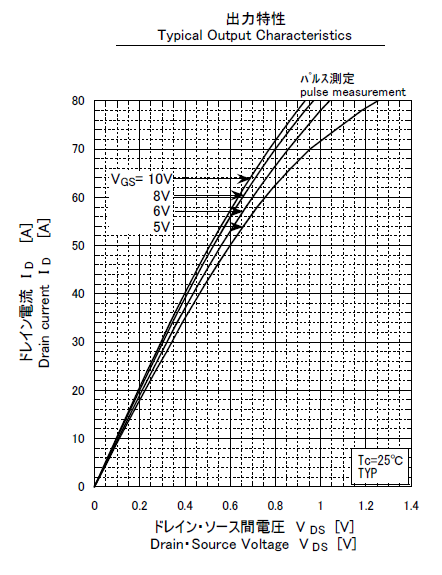 出力特性
Typical Output Characteristics
パルス測定
pulse measurement
80
70
60
50
40
30
20
10
0
VGS= 10V
8V
6V
5V
ドレイン電流 ID [A]
Drain current ID [A]
Tc=25℃
TYP
0 0.2 0.4 0.6 0.8 1 1.2 1.4
ドレイン・ソース間電圧 VDS [V]
Drain・Source Voltage VDS [V]